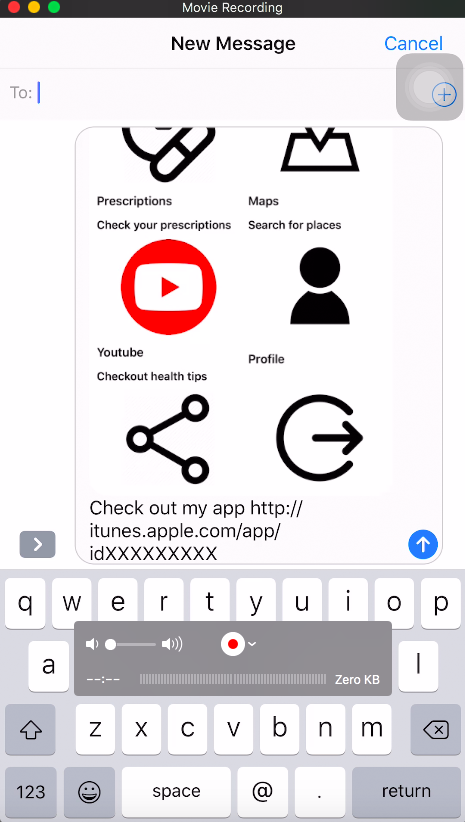 Movie Recording
New Message
Cancel
To:
Prescriptions
Maps
Check your prescriptions
Search for places
Youtube
Profile
Checkout health tips
Check out my app http://
itunes.apple.com/app/
idXXXXXXXXX
q w e r t y u i o p
a
l
--:--
Zero KB
z x c v b n m
123
space
@
.
return